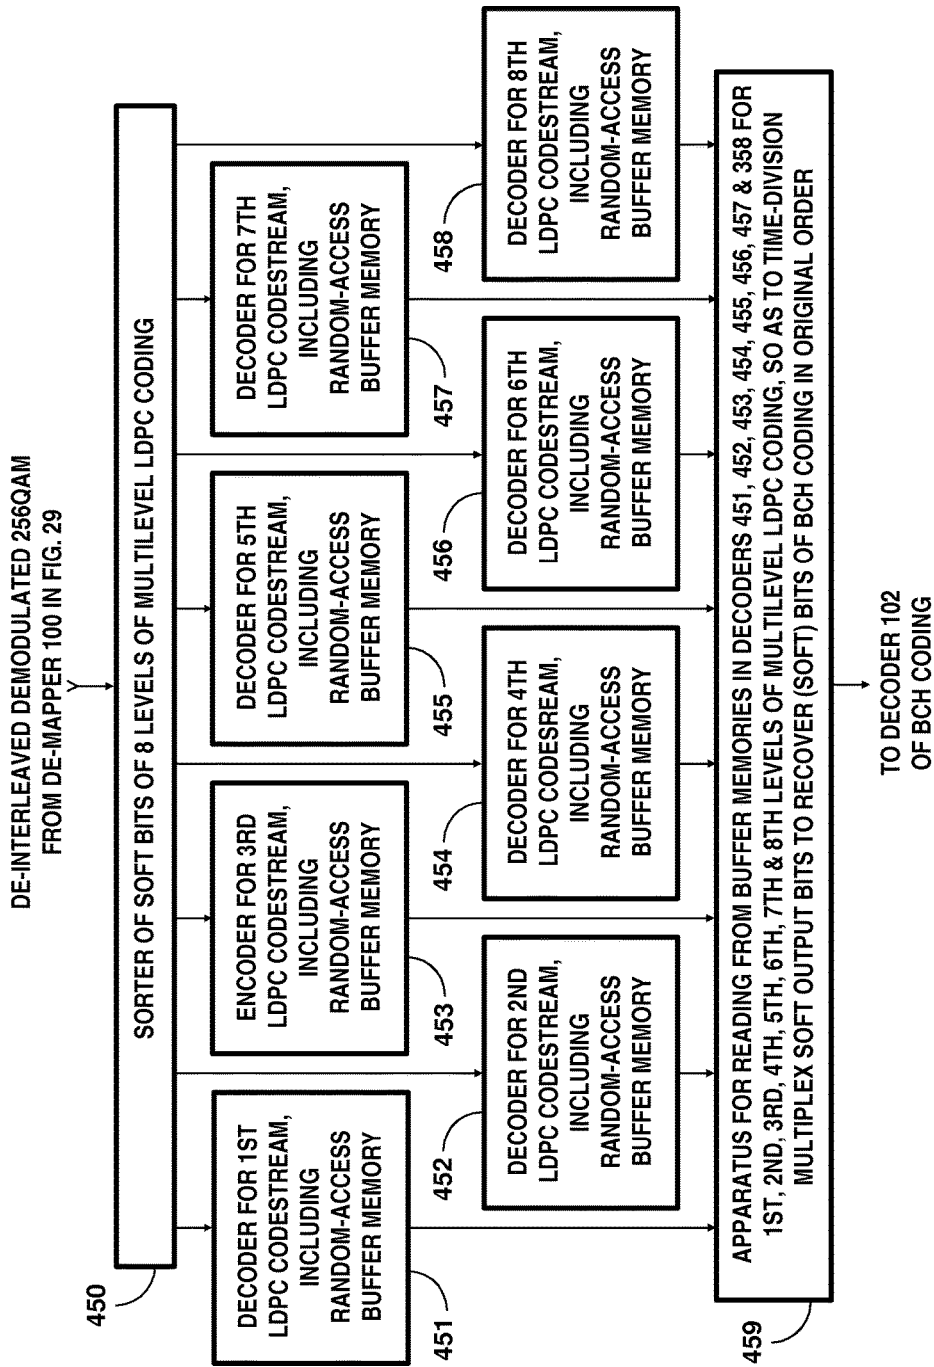 DE-INTERLEAVED DEMODULATED 256QAM
FROM DE-MAPPER 100 IN FIG. 29
450
SORTER OF SOFT BITS OF 8 LEVELS OF MULTILEVEL LDPC CODING
DECODER FOR 1ST
LDPC CODESTREAM,
INCLUDING
RANDOM-ACCESS
BUFFER MEMORY
451
ENCODER FOR 3RD
LDPC CODESTREAM,
INCLUDING
RANDOM-ACCESS
BUFFER MEMORY
453
DECODER FOR 5TH
LDPC CODESTREAM,
INCLUDING
RANDOM-ACCESS
BUFFER MEMORY
455
DECODER FOR 7TH
LDPC CODESTREAM,
INCLUDING
RANDOM-ACCESS
BUFFER MEMORY
457
452
DECODER FOR 2ND
LDPC CODESTREAM,
INCLUDING
RANDOM-ACCESS
BUFFER MEMORY
454
DECODER FOR 4TH
LDPC CODESREAM,
INCLUDING
RANDOM-ACCESS
BUFFER MEMORY
456
DECODER FOR 6TH
LDPC CODESTREAM,
INCLUDING
RANDOM-ACCESS
BUFFER MEMORY
458
DECODER FOR 8TH
LDPC CODESTREAM,
INCLUDING
RANDOM-ACCESS
BUFFER MEMORY
459
APPARATUS FOR READING FROM BUFFER MEMORIES IN DECODERS 451, 452, 453, 454, 455, 456, 457 & 358 FOR
1ST, 2ND, 3RD, 4TH, 5TH, 6TH, 7TH & 8TH LEVELS OF MULTILEVEL LDPC CODING, SO AS TO TIME-DIVISION
MULTIPLEX SOFT OUTPUT BITS TO RECOVER (SOFT) BITS OF BCH CODING IN ORIGINAL ORDER
TO DECODER 102
OF BCH CODING